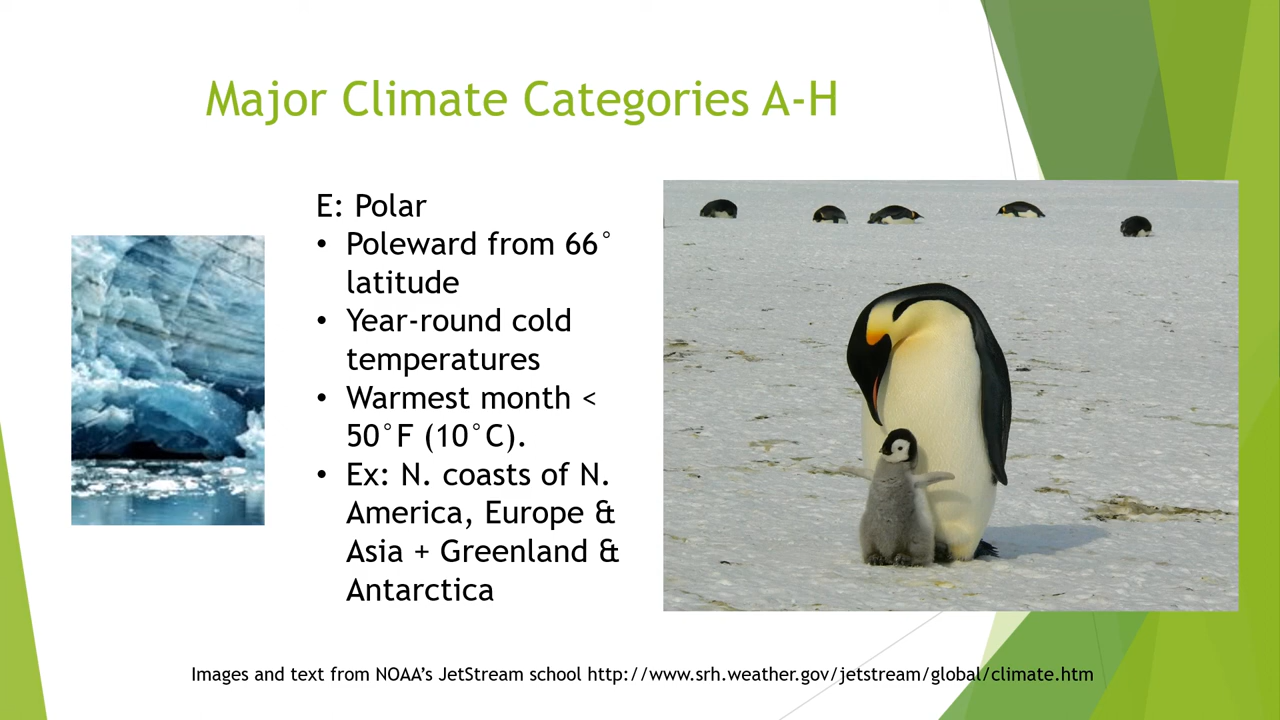 Major Climate Categories A-H
E: Polar
• Poleward from 66°
latitude
• Year-round cold
temperatures
• Warmest month <
50°F (10°C).
• Ex: N. coasts of N.
America, Europe &
Asia + Greenland &
Antarctica
Images and text from NOAA’s JetStream school http://www.srh.weather.gov/jetstream/global/climate.htm